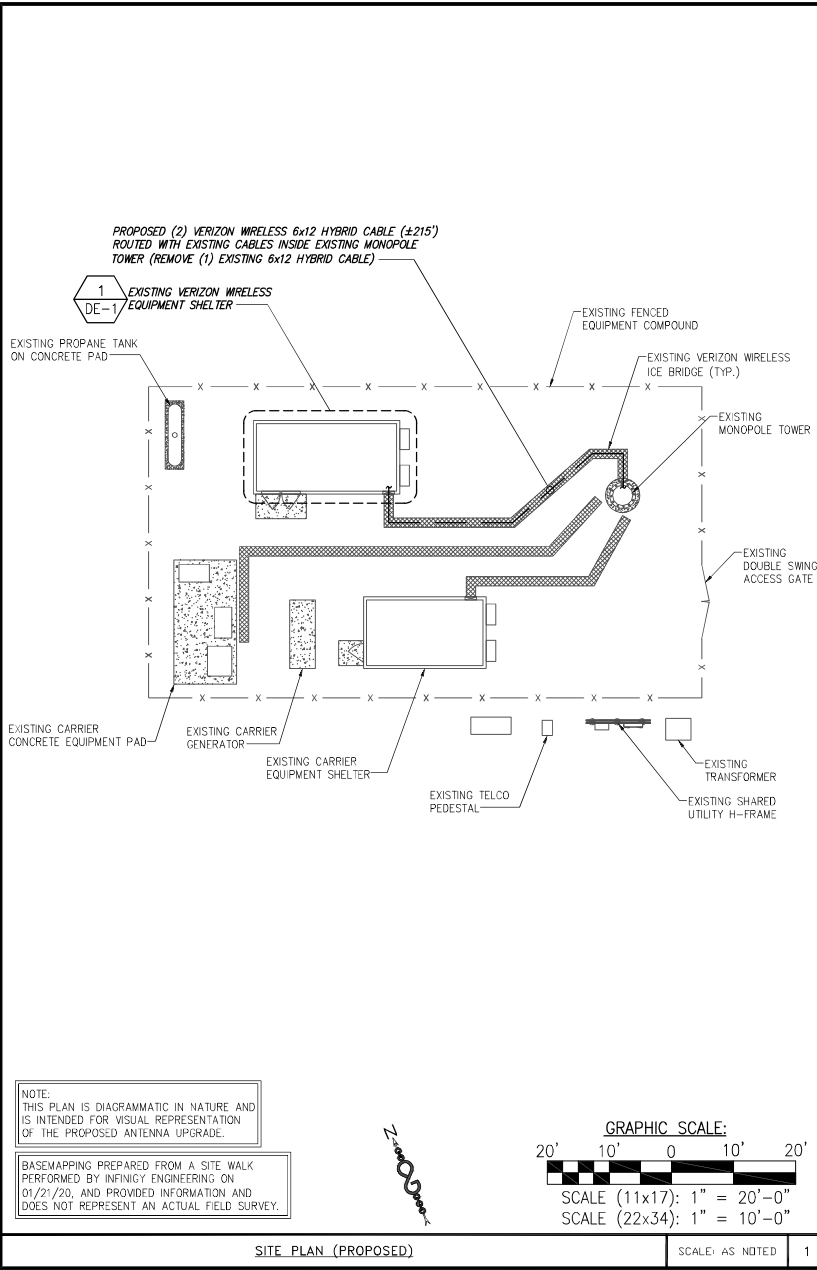 PROPOSED (2) VERIZON WIRELESS 6x12 HYBRID CABLE (±215')
ROUTED WITH EXISTING CABLES INSIDE EXISTING MONOPOLE
TOWER (REMOVE (1) EXISTING 6x12 HYBRID CABLE)
1
DE-1
EXISTING VERIZON WIRELESS
EQUIPMENT SHELTER
EXISTING PROPANE TANK
ON CONCRETE PAD
EXISTING FENCED
EQUIPMENT COMPOUND
EXISTING VERIZON WIRELESS
ICE BRIDGE (TYP.)
EXISTING
MONOPOLE TOWER
EXISTING
DOUBLE SWING
ACCESS GATE
EXISTING CARRIER
CONCRETE EQUIPMENT PAD
EXISTING CARRIER
GENERATOR
EXISTING CARRIER
EQUIPMENT SHELTER
EXISTING TELCO
PEDESTAL
EXISTING
TRANSFORMER
EXISTING SHARED
UTILITY H-FRAME
NOTE:
THIS PLAN IS DIAGRAMMATIC IN NATURE AND
IS INTENDED FOR VISUAL REPRESENTATION
OF THE PROPOSED ANTENNA UPGRADE.
BASEMAPPING PREPARED FROM A SITE WALK
PERFORMED BY INFINIGY ENGINEERING ON
01/21/20, AND PROVIDED INFORMATION AND
DOES NOT REPRESENT AN ACTUAL FIELD SURVEY.
N
GRAPHIC SCALE:
20' 10' 0 10' 20'
SCALE (11x17): 1" = 20'-0"
SCALE (22x34): 1" = 10'-0"
SITE PLAN (PROPOSED)
SCALE: AS NOTED
1